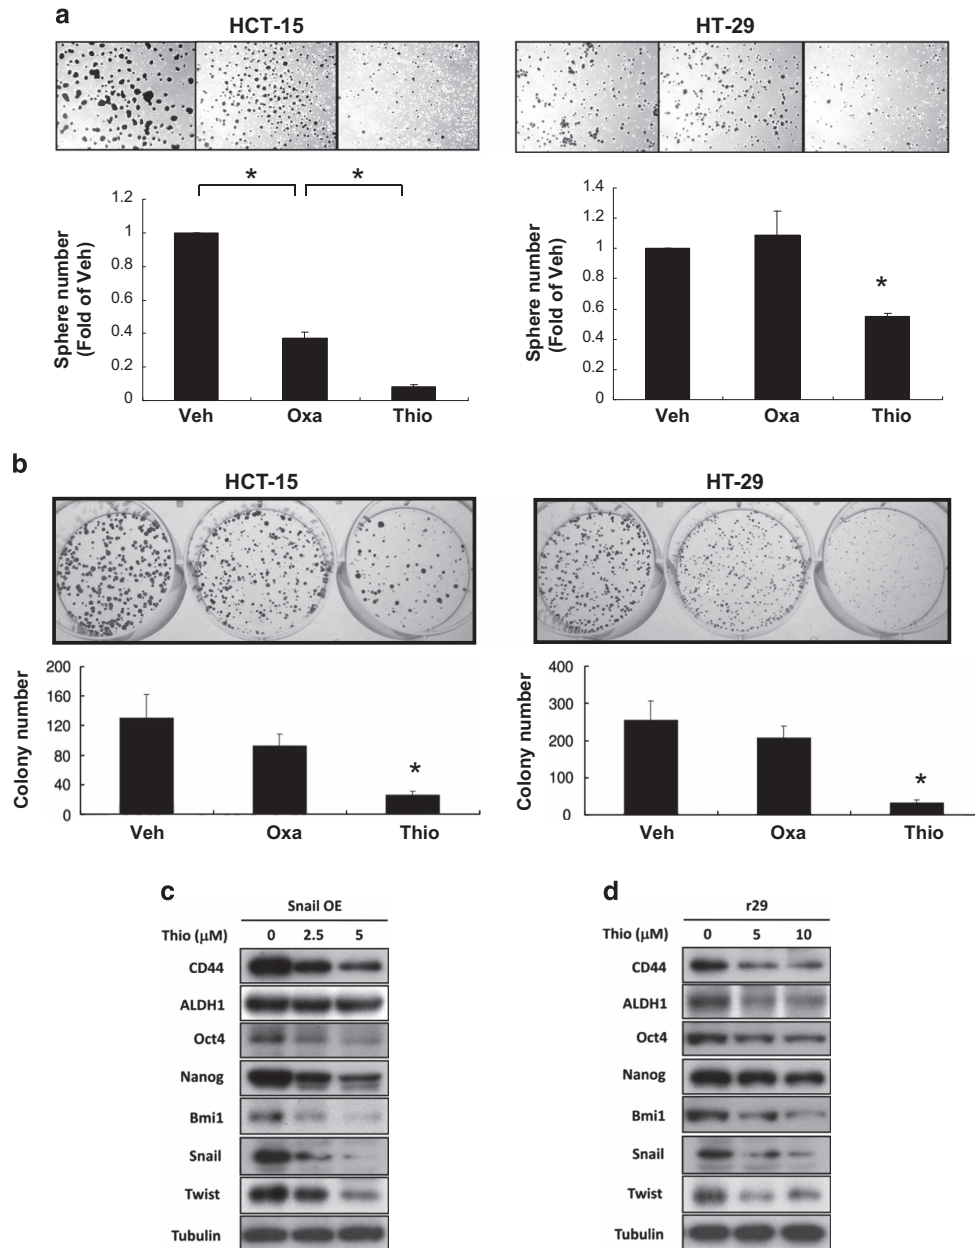 a
HCT-15
HT-29
* *
Sphere number
(Fold of Veh)
1.2
1
0.8
0.6
0.4
0.2
0
Veh Oxa Thio
Sphere number
(Fold of Veh)
1.4
1.2
1
0.8
0.6
0.4
0.2
0
*
Veh Oxa Thio
b
HCT-15
HT-29
Colony number
200
160
120
80
40
0
*
Veh Oxa Thio
Colony number
400
300
200
100
0
*
Veh Oxa Thio
c
Snail OE
Thio (μM) 0 2.5 5
CD44
ALDH1
Oct4
Nanog
Bmi1
Snail
Twist
Tubulin
d
r29
Thio (μM) 0 5 10
CD44
ALDH1
Oct4
Nanog
Bmi1
Snail
Twist
Tubulin